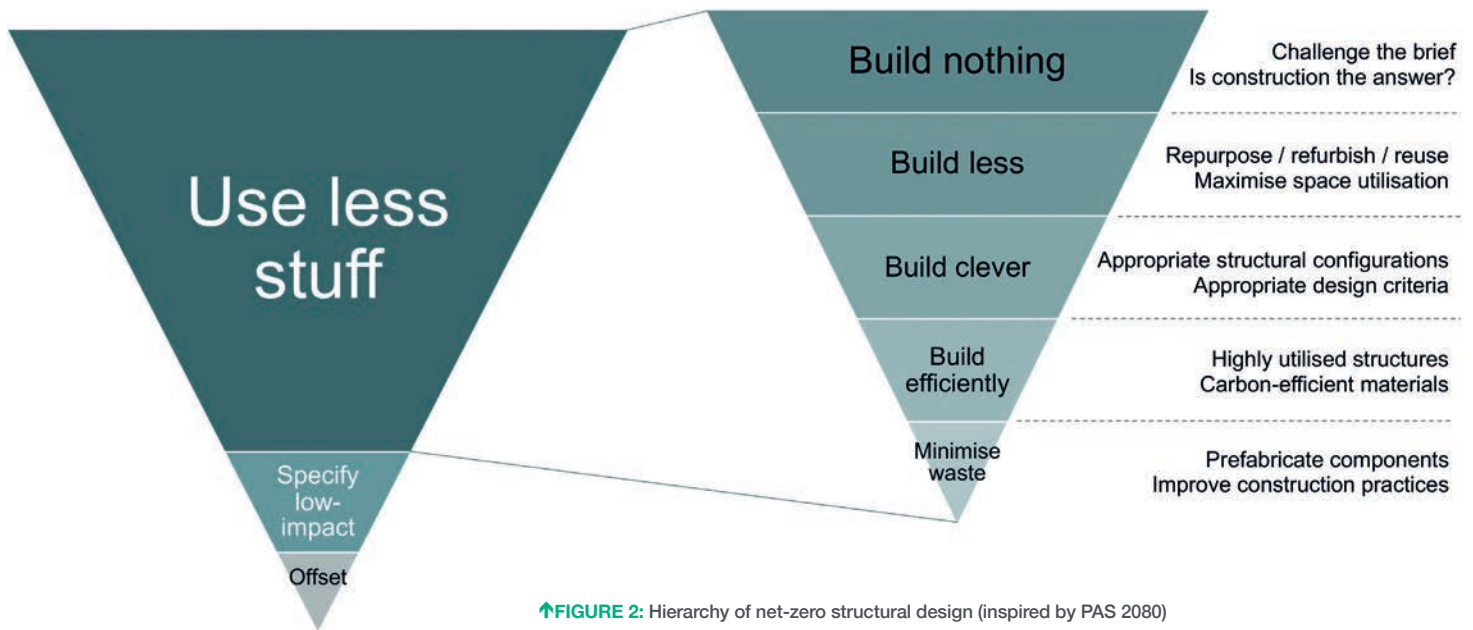 Use less
stuff
Specify
low-
impact
Offset
Build nothing
Challenge the brief
Is construction the answer?
Build less
Repurpose / refurbish / reuse
Maximise space utilisation
Build clever
Appropriate structural configurations
Appropriate design criteria
Build
efficiently
Highly utilised structures
Carbon-efficient materials
Minimise
waste
Prefabricate components
Improve construction practices
↑FIGURE 2: Hierarchy of net-zero structural design (inspired by PAS 2080)